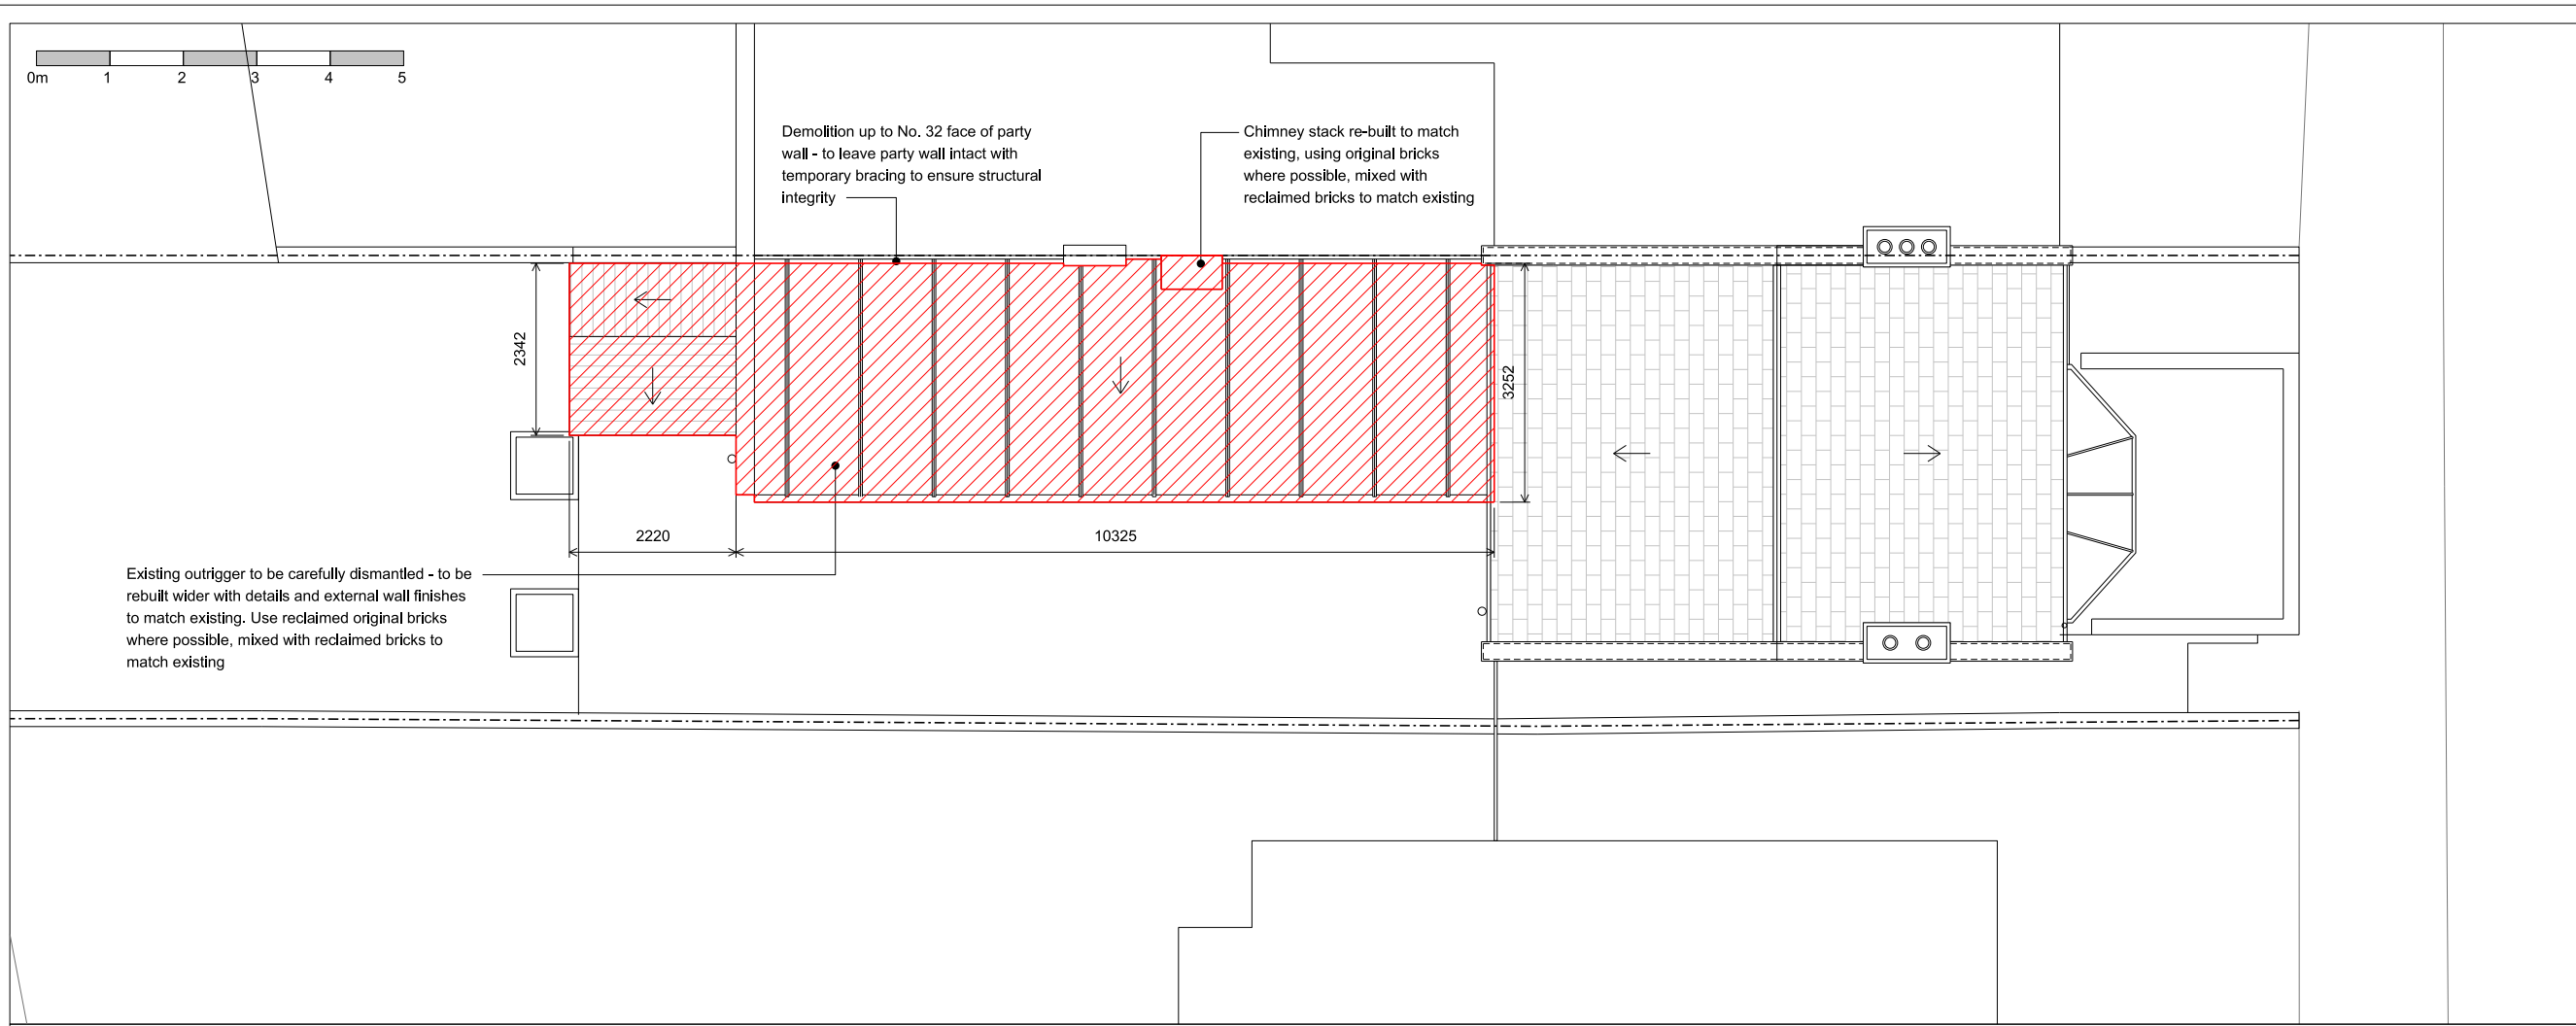 0m 1 2 3 4 5
Demolition up to No. 32 face of party
wall - to leave party wall intact with
temporary bracing to ensure structural
integrity
Chimney stack re-built to match
existing, using original bricks
where possible, mixed with
reclaimed bricks to match existing
2342
3252
2220
10325
Existing outrigger to be carefully dismantled - to be
rebuilt wider with details and external wall finishes
to match existing. Use reclaimed original bricks
where possible, mixed with reclaimed bricks to
match existing